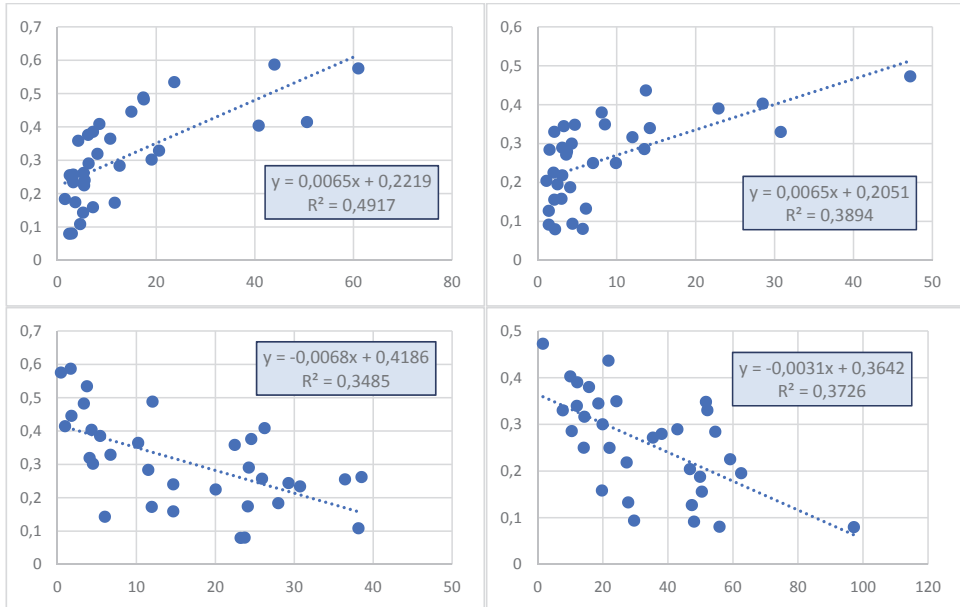 0,7
0,6
0,5
0,4
0,3
0,2
0,1
0
0 20 40 60 80
y = 0,0065x + 0,2219
R² = 0,4917
0,6
0,5
0,4
0,3
0,2
0,1
0
0 10 20 30 40 50
y = 0,0065x + 0,2051
R² = 0,3894
0,7
0,6
0,5
0,4
0,3
0,2
0,1
0
0 10 20 30 40 50
y = -0,0068x + 0,4186
R² = 0,3485
0,5
0,4
0,3
0,2
0,1
0
0 20 40 60 80 100 120
y = -0,0031x + 0,3642
R² = 0,3726